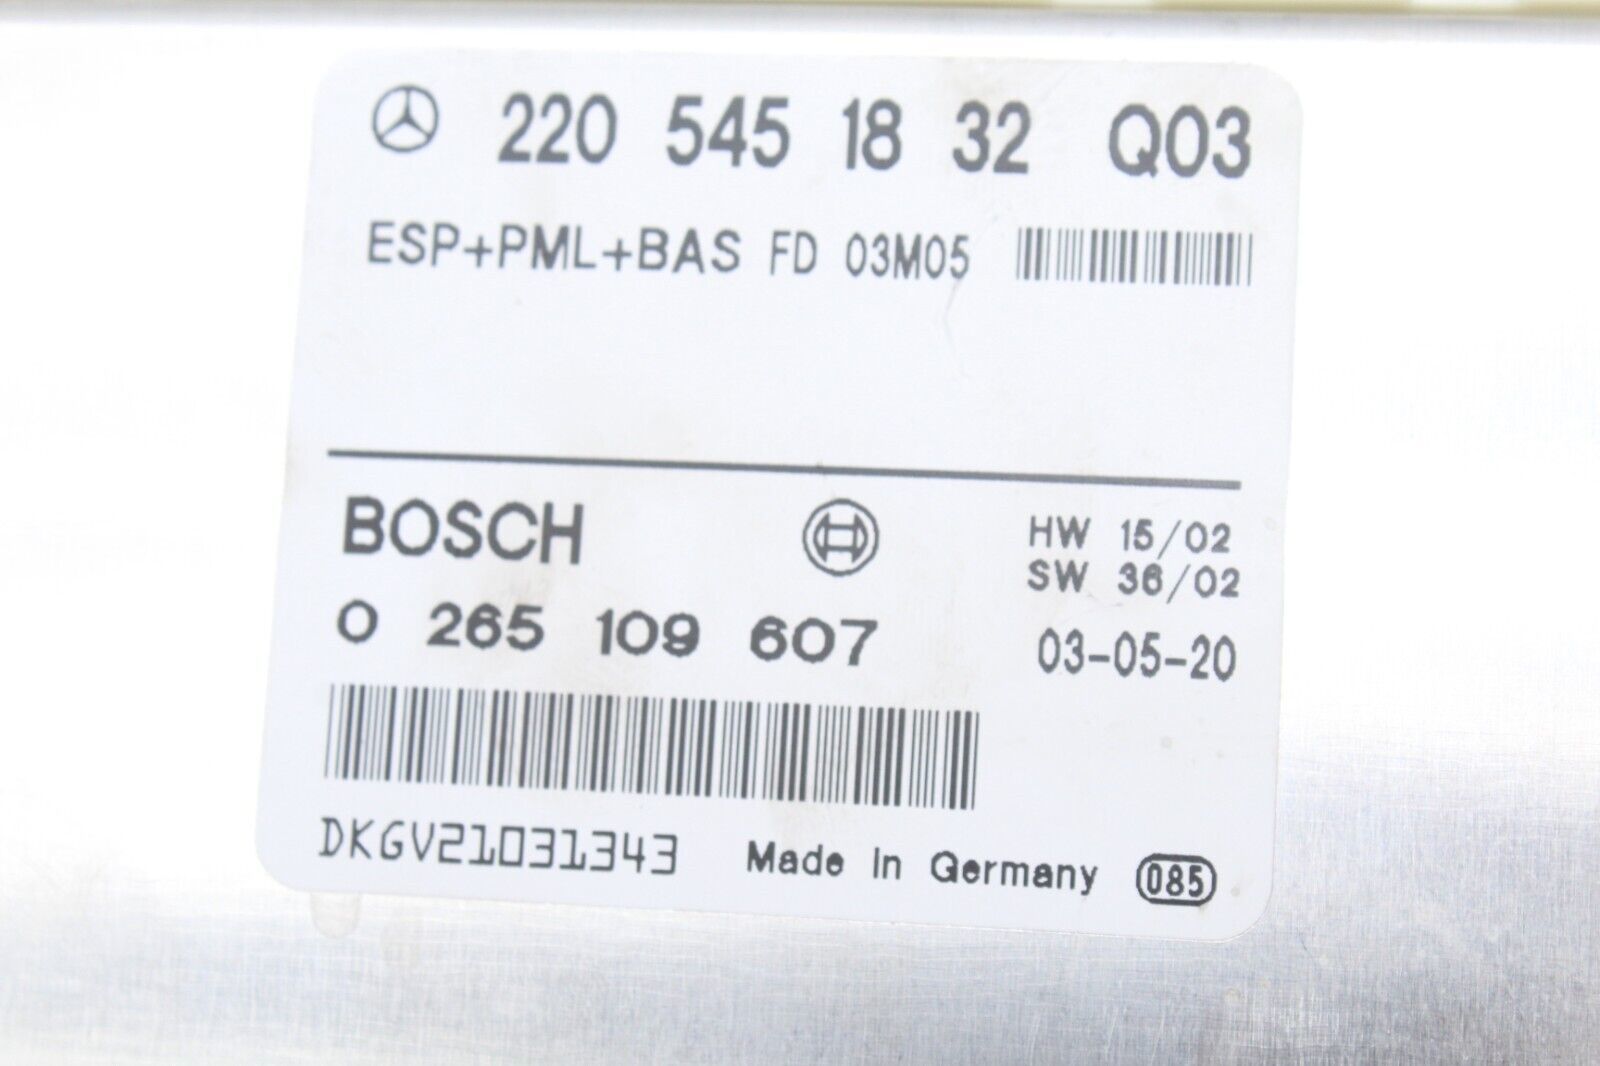 220 545 18 32 Q03
ESP+PML+BAS FD 03M05
BOSCH
HW 15/02
SW 36/02
0 265 109 607
03-05-20
DKGV21031343
Made in Germany
085